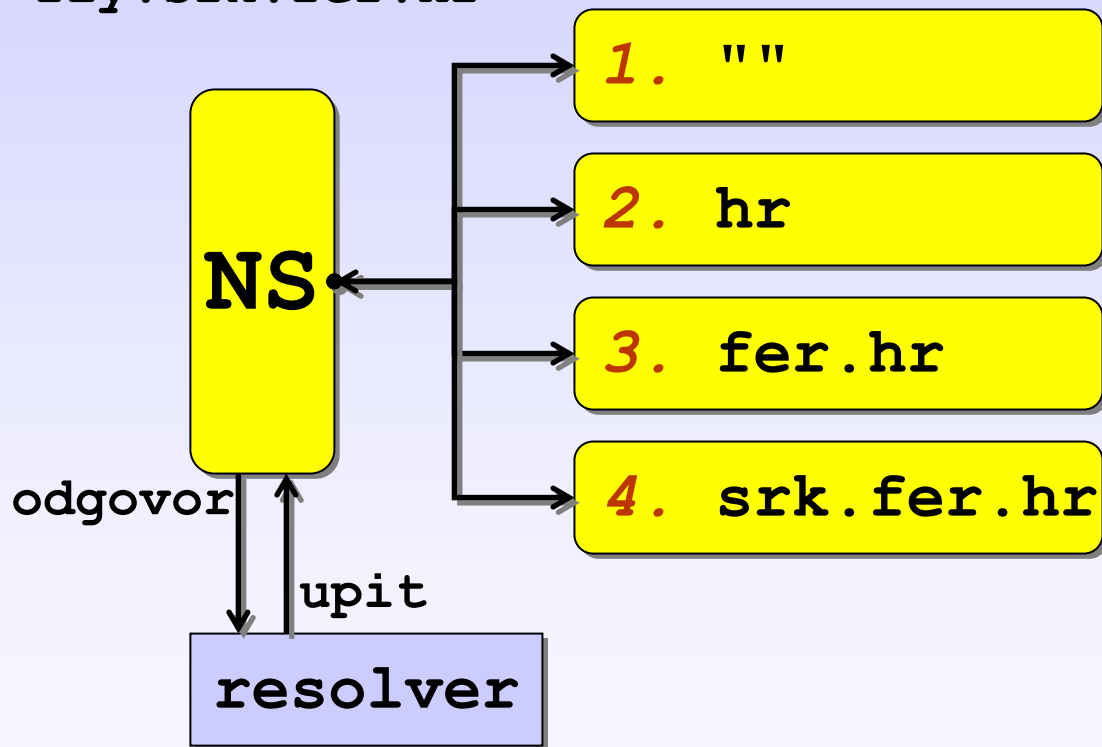 1. ""
2. hr
NS
3. fer.hr
4. srk.fer.hr
odgovor
upit
resolver